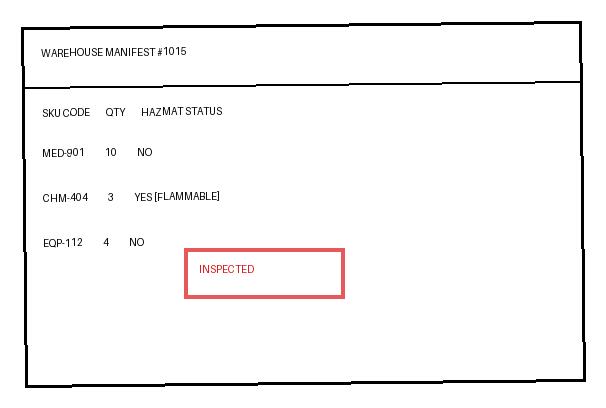 WAREHOUSE MANIFEST #1015
SKU CODE QTY HAZMAT STATUS
MED-901 10 NO
CHM-404 3 YES [FLAMMABLE]
EQP-112 4 NO
INSPECTED